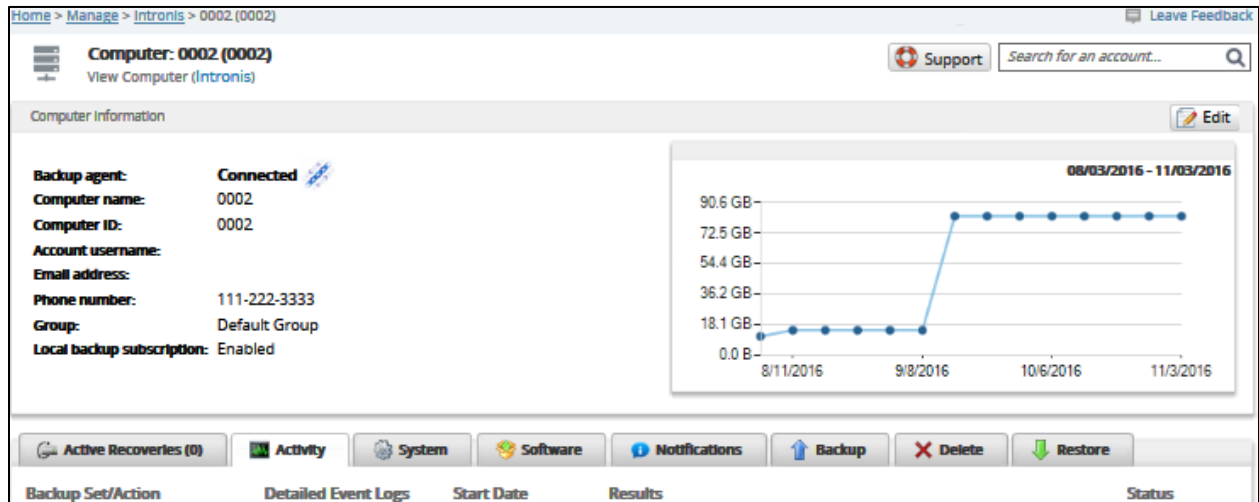 Home > Manage > Intronis > 0002 (0002)
Leave Feedback
Computer: 0002 (0002)
View Computer (Intronis)
Support
Search for an account...
Computer Information
Edit
Backup agent: Connected
Computer name: 0002
Computer ID: 0002
Account username:
Email address:
Phone number: 111-222-3333
Group: Default Group
Local backup subscription: Enabled
08/03/2016 - 11/03/2016
90.6 GB
72.5 GB
54.4 GB
36.2 GB
18.1 GB
0.0 B
8/11/2016 9/8/2016 10/6/2016 11/3/2016
Active Recoveries (0) Activity System Software Notifications Backup Delete Restore
Backup Set/Action Detailed Event Logs Start Date Results Status